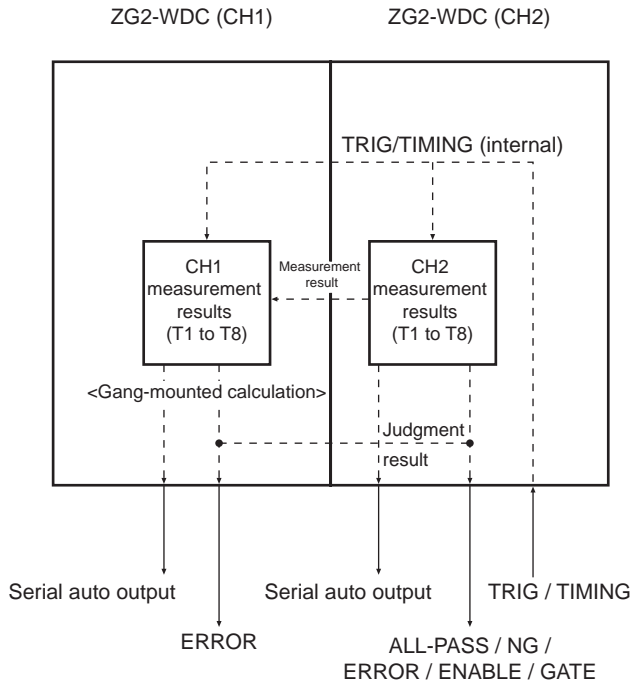 ZG2-WDC (CH1)
ZG2-WDC (CH2)
TRIG/TIMING (internal)
CH1
measurement
results
(T1 to T8)
Measurement
result
CH2
measurement
results
(T1 to T8)
<Gang-mounted calculation>
Judgment
result
Serial auto output
Serial auto output
TRIG / TIMING
ERROR
ALL-PASS / NG /
ERROR / ENABLE / GATE